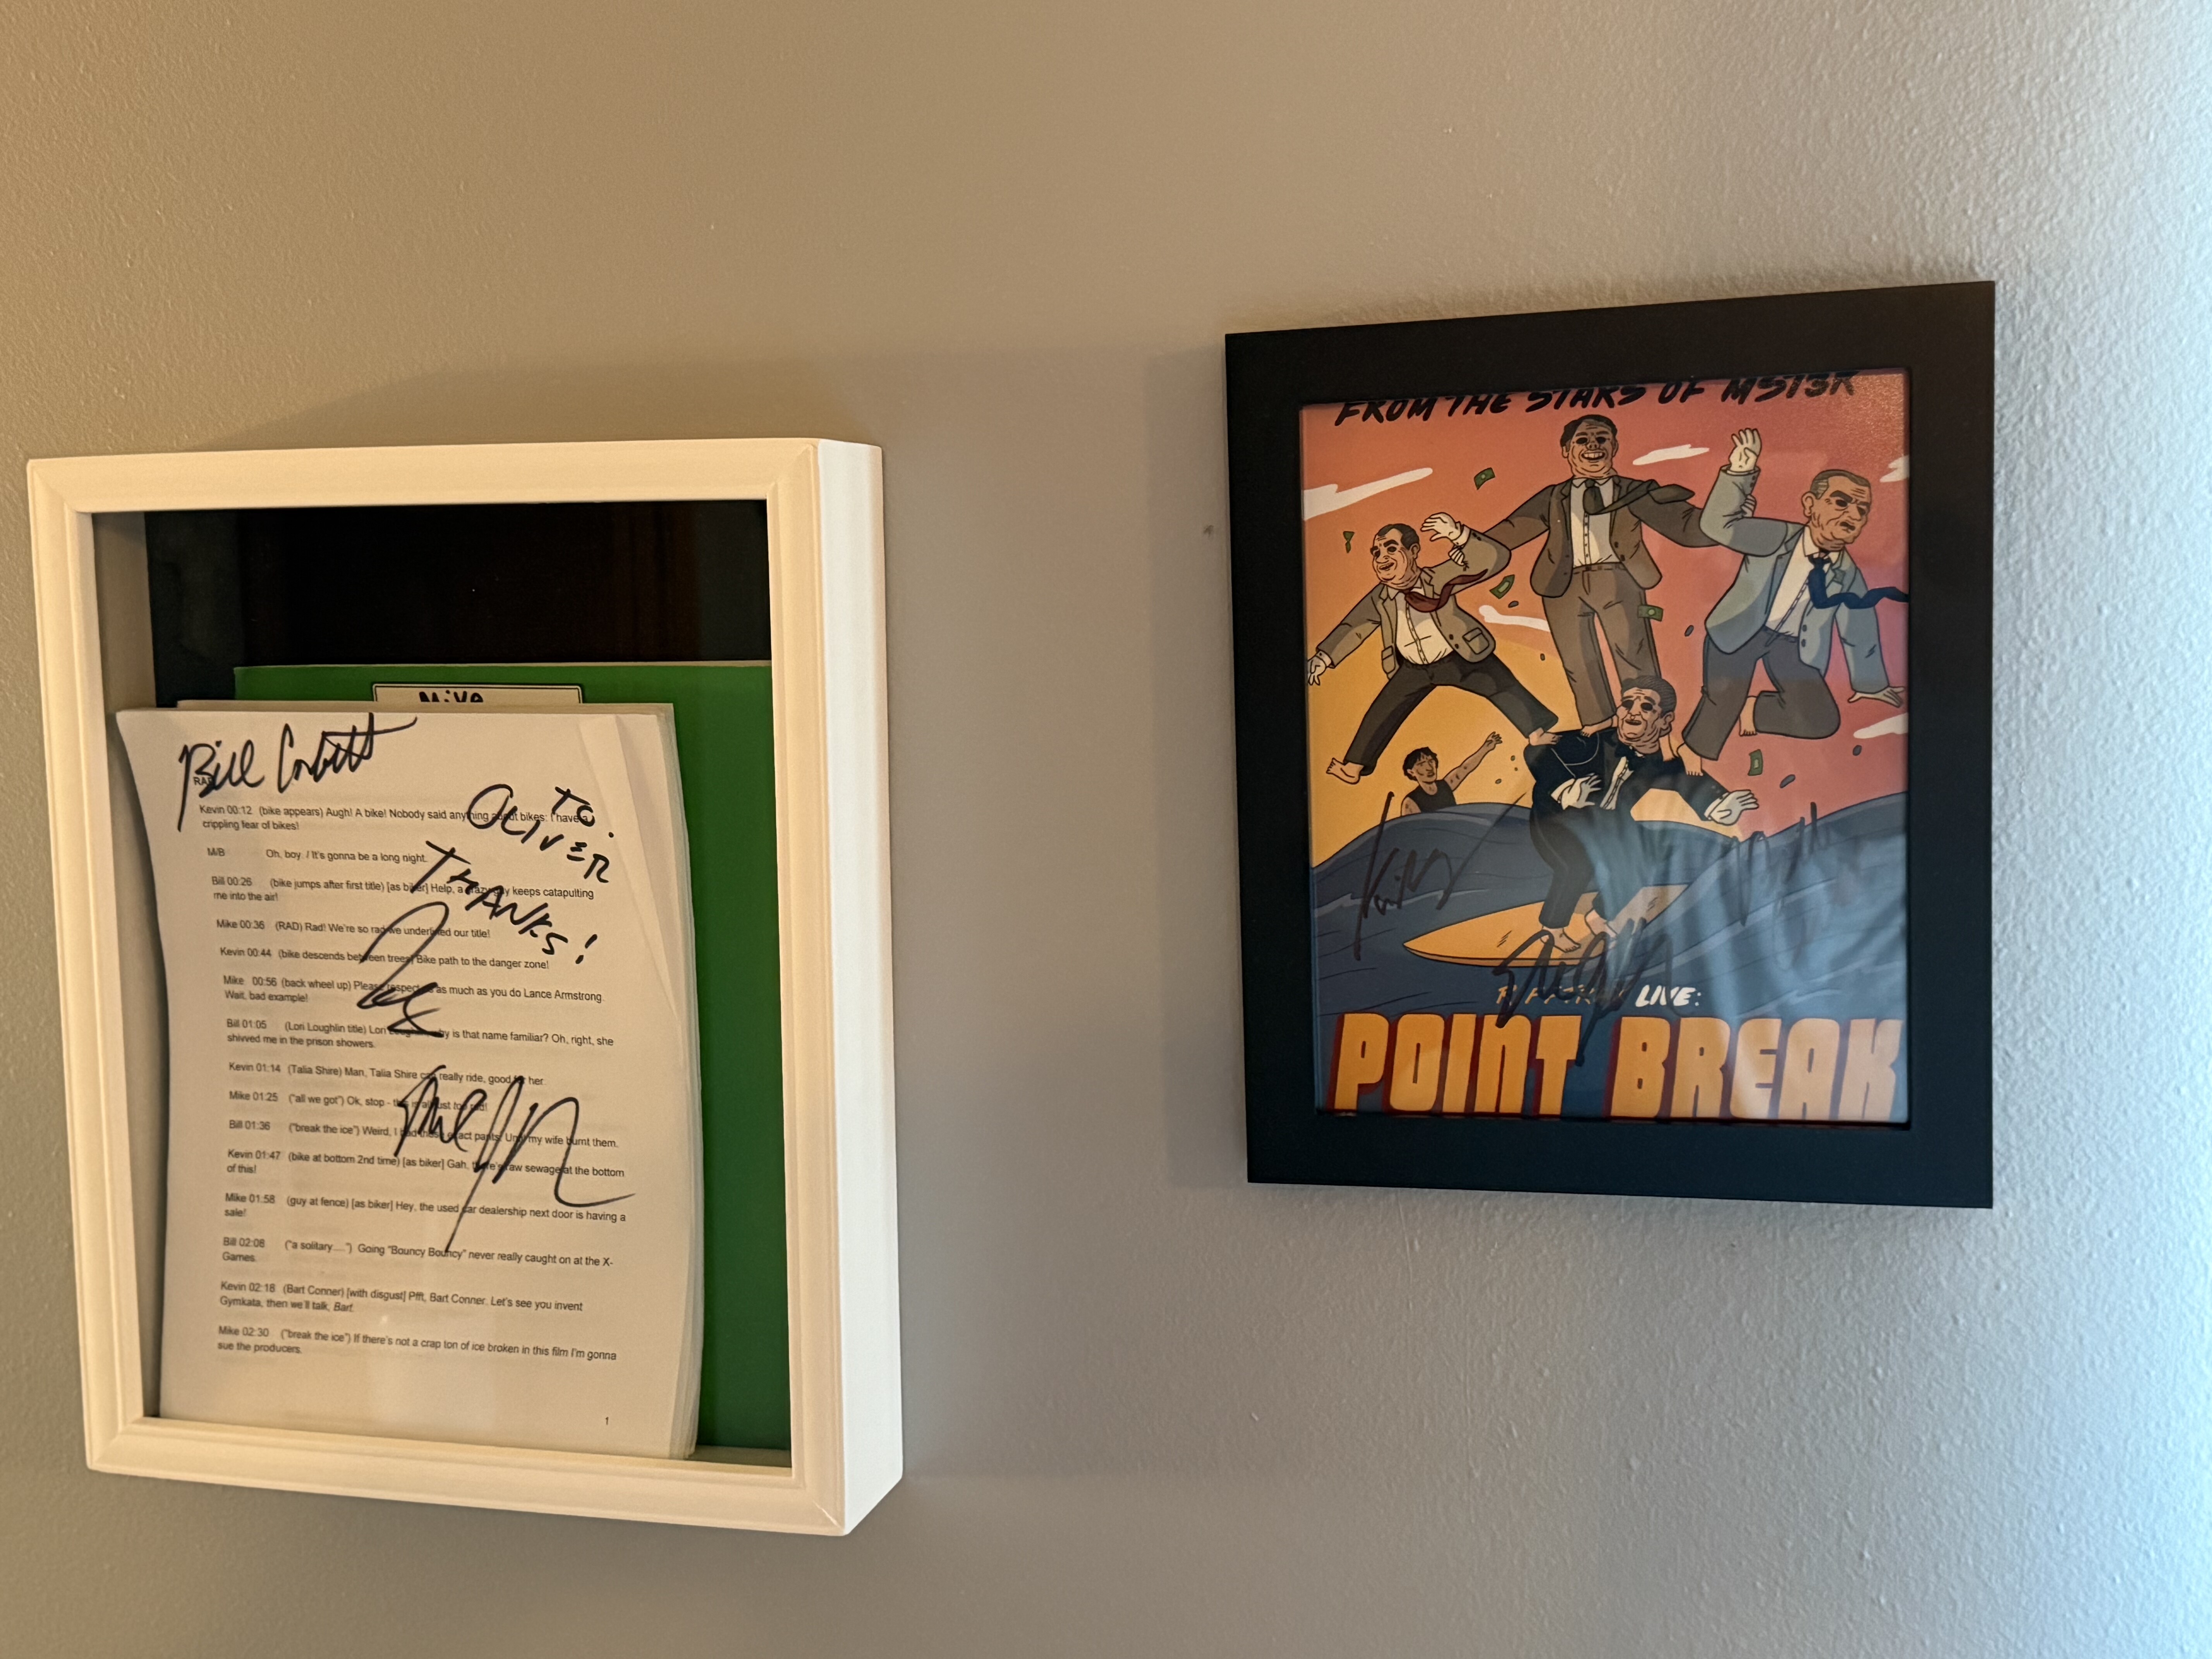 Mike
Bill Corbett
RAD
TO:
OLIVER
THANKS!
Kevin 00:12 (bike appears) Augh! A bike! Nobody said anything about bikes: I have a
crippling fear of bikes!
M/B Oh, boy. / It's gonna be a long night.
Bill 00:26 (bike jumps after first title) [as biker] Help, a crazy guy keeps catapulting
me into the air!
Mike 00:36 (RAD) Rad! We're so rad we underlined our title!
Kevin 00:44 (bike descends between trees) Bike path to the danger zone!
Mike 00:56 (back wheel up) Please respect as much as you do Lance Armstrong.
Wait, bad example!
Bill 01:05 (Lori Loughlin title) Lori Loughlin, why is that name familiar? Oh, right, she
shivved me in the prison showers.
Kevin 01:14 (Talia Shire) Man, Talia Shire can really ride, good for her.
Mike 01:25 ("all we got") Ok, stop - this is all just too rad!
Bill 01:36 ("break the ice") Weird, I had these exact pants. Until my wife burnt them.
Kevin 01:47 (bike at bottom 2nd time) [as biker] Gah, there's raw sewage at the bottom
of this!
Mike 01:58 (guy at fence) [as biker] Hey, the used car dealership next door is having a
sale!
Bill 02:08 ("a solitary....") Going "Bouncy Bouncy" never really caught on at the X-
Games.
Kevin 02:18 (Bart Conner) [with disgust] Pfft, Bart Conner. Let's see you invent
Gymkata, then we'll talk, Bart.
Mike 02:30 ("break the ice") If there's not a crap ton of ice broken in this film I'm gonna
sue the producers.
1
FROM THE STARS OF MST3K
RIFFTRAX LIVE:
POINT BREAK